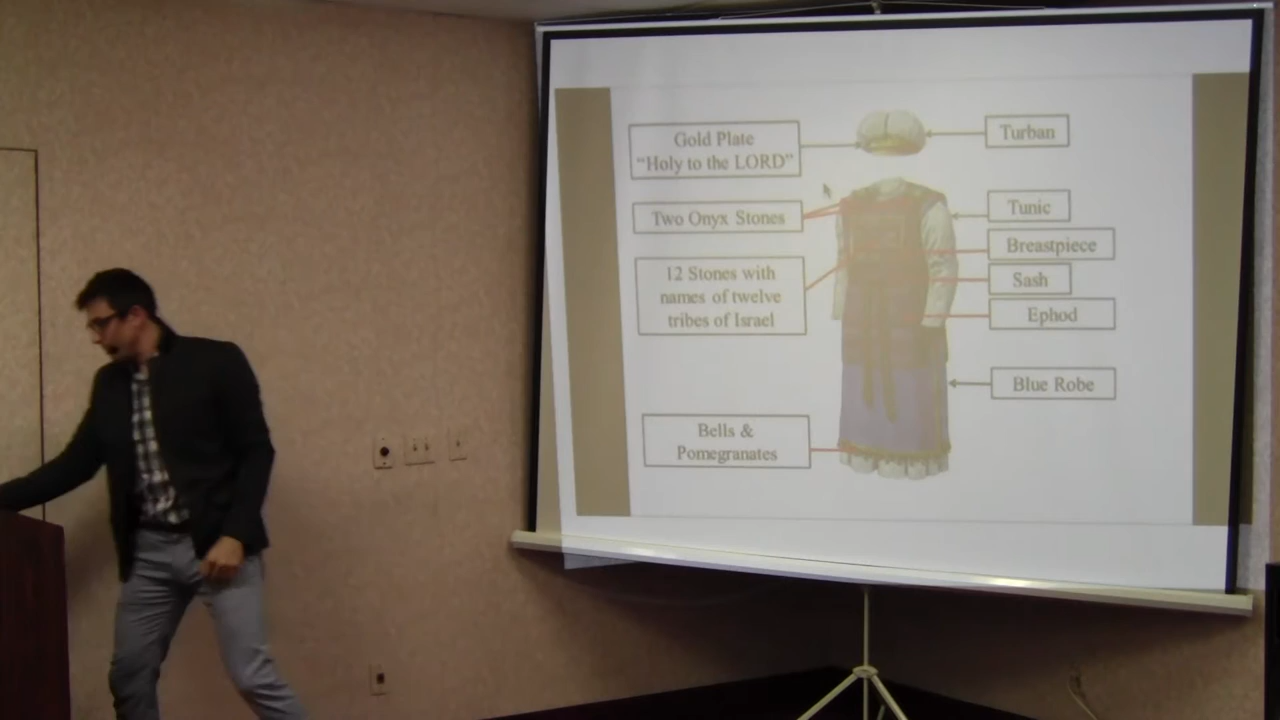 Gold Plate
“Holy to the LORD”
Turban
Two Onyx Stones
Tunic
Breastpiece
12 Stones with
names of twelve
tribes of Israel
Sash
Ephod
Blue Robe
Bells &
Pomegranates